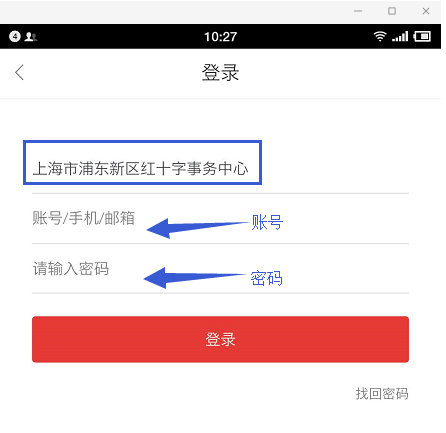 4 10:27
登录
上海市浦东新区红十字事务中心
账号/手机/邮箱 账号
请输入密码 密码
登录
找回密码